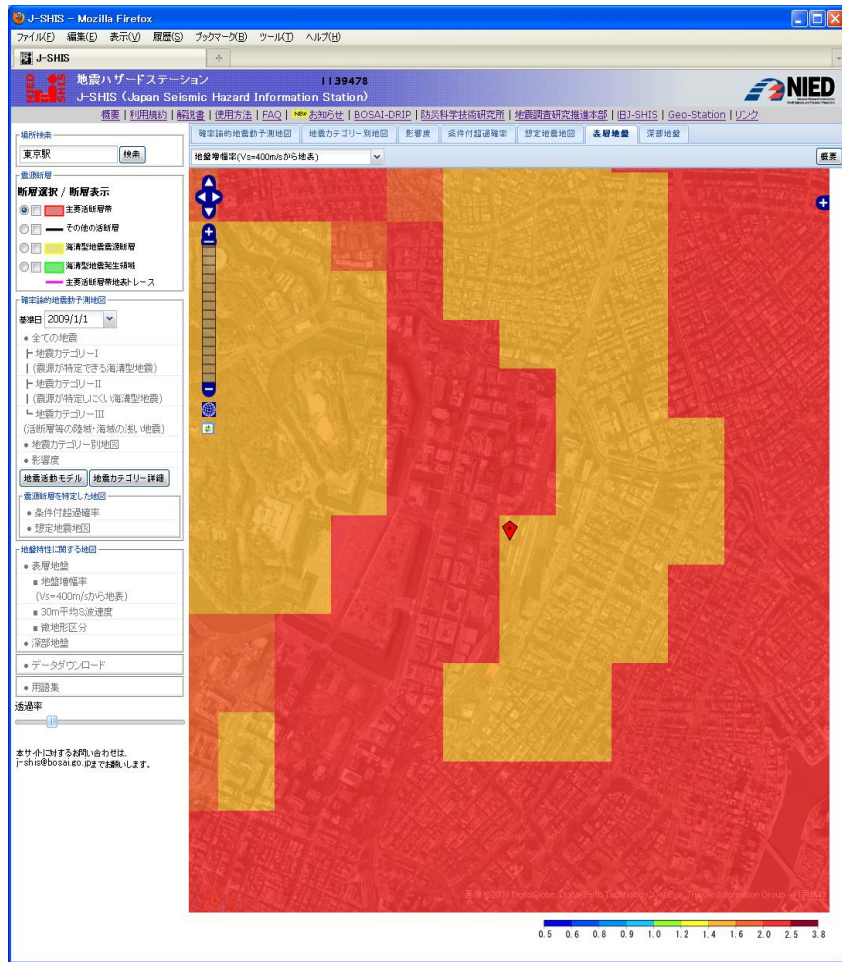 J-SHIS - Mozilla Firefox
ファイル(F) 編集(E) 表示(V) 履歴(S) ブックマーク(B) ツール(T) ヘルプ(H)
J-SHIS
NIED J-SHIS
地震ハザードステーション
1139478
J-SHIS (Japan Seismic Hazard Information Station)
NIED
概要 | 利用規約 | 解説書 | 使用方法 | FAQ | NEW お知らせ | BOSAI-DRIP | 防災科学技術研究所 | 地震調査研究推進本部 | 旧J-SHIS | Geo-Station | リンク
場所検索
東京駅 検索
確率論的地震動予測地図 地震カテゴリー別地図 影響度 条件付超過確率 想定地震地図 表層地盤 深部地盤
地盤増幅率(Vs=400m/sから地表) 概要
震源断層
断層選択 / 断層表示
主要活断層帯
その他の活断層
海溝型地震震源断層
海溝型地震発生領域
主要活断層帯地表トレース
確率論的地震動予測地図
基準日 2009/1/1
全ての地震
┣ 地震カテゴリーI
┃(震源が特定できる海溝型地震)
┣ 地震カテゴリーII
┃(震源が特定しにくい海溝型地震)
┗ 地震カテゴリーIII
(活断層等の陸域・海域の浅い地震)
地震カテゴリー別地図
影響度
地震活動モデル 地震カテゴリー詳細
震源断層を特定した地図
条件付超過確率
想定地震地図
地盤特性に関する地図
表層地盤
地盤増幅率
(Vs=400m/sから地表)
30m平均S波速度
微地形区分
深部地盤
データダウンロード
用語集
透過率
本サイトに対するお問い合わせは、
j-shis@bosai.go.jpまでお願いします。
画像 ©2009 DigitalGlobe, Digital Earth Technology, GeoEye, The GeoInformation Group - 利用規約
0.5 0.6 0.8 0.9 1.0 1.2 1.4 1.6 2.0 2.5 3.8